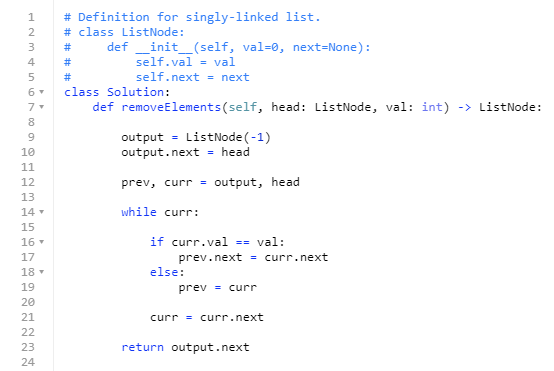 1 # Definition for singly-linked list.
2 # class ListNode:
3 #     def __init__(self, val=0, next=None):
4 #         self.val = val
5 #         self.next = next
6 class Solution:
7     def removeElements(self, head: ListNode, val: int) -> ListNode:
8
9         output = ListNode(-1)
10         output.next = head
11
12         prev, curr = output, head
13
14         while curr:
15
16             if curr.val == val:
17                 prev.next = curr.next
18             else:
19                 prev = curr
20
21             curr = curr.next
22
23         return output.next
24